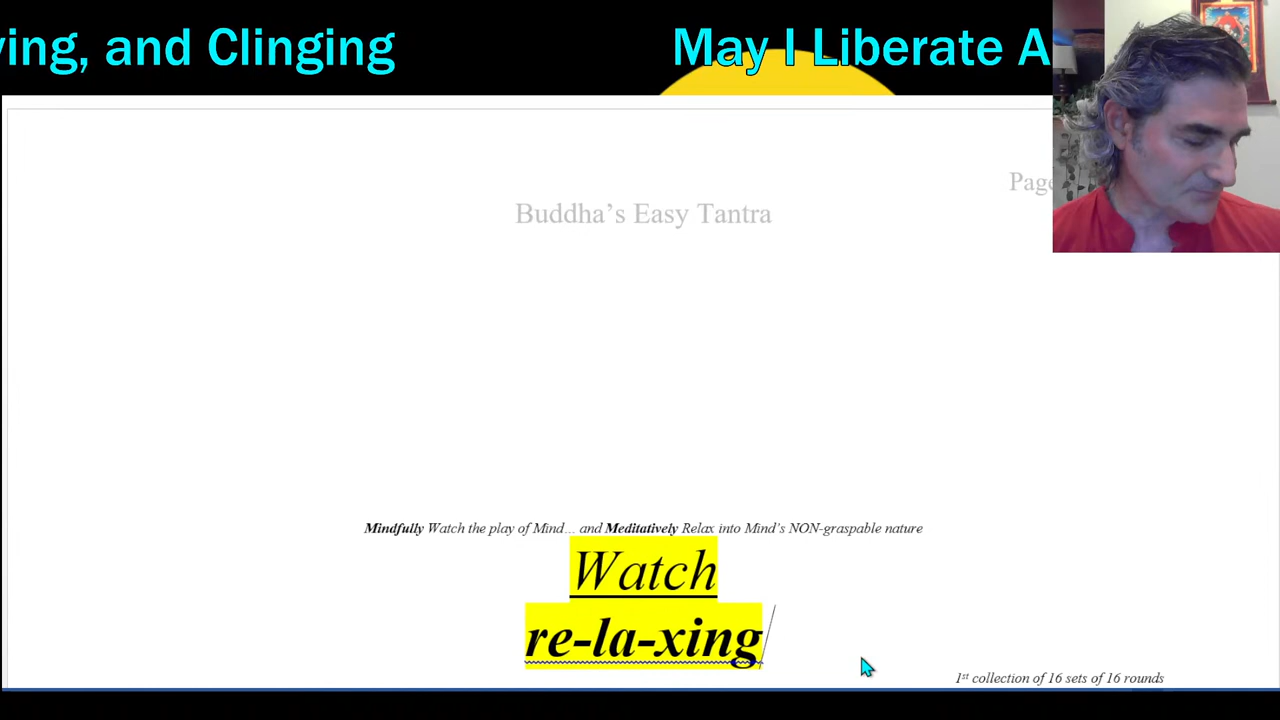 ving, and Clinging May I Liberate A
Page
Buddha's Easy Tantra
Mindfully Watch the play of Mind… and Meditatively Relax into Mind's NON-graspable nature
Watch
re-la-xing
1st collection of 16 sets of 16 rounds